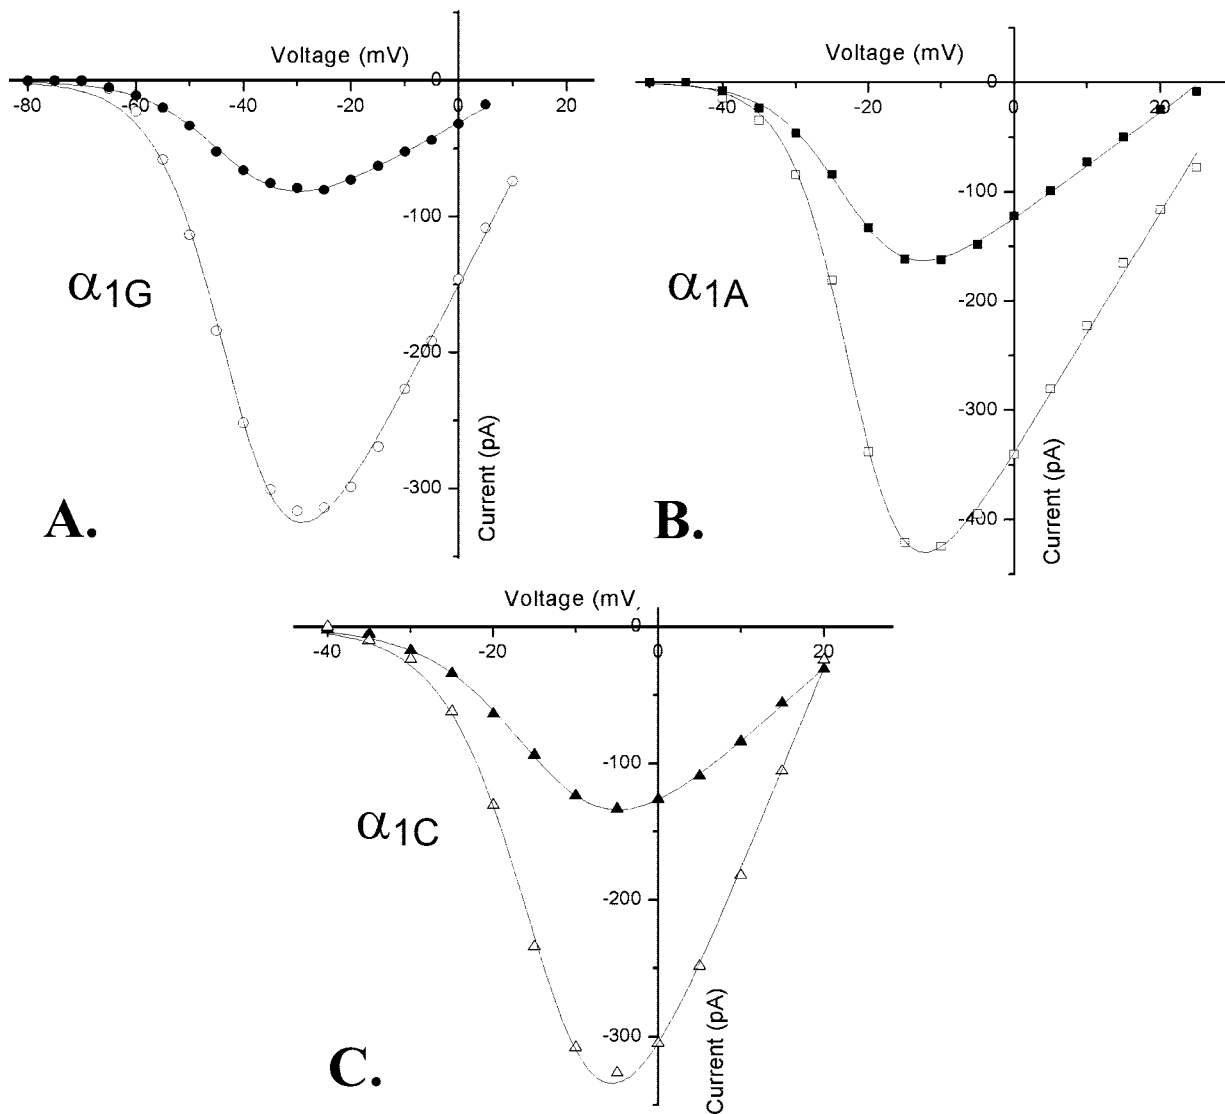 Voltage (mV)
0
-80 -60 -40 -20 0 20
-100
-200
-300
Current (pA)
α1G
A.
Voltage (mV)
0
-40 -20 0 20
-100
-200
-300
-400
Current (pA)
α1A
B.
Voltage (mV
0
-40 -20 0 20
-100
-200
-300
Current (pA)
α1C
C.